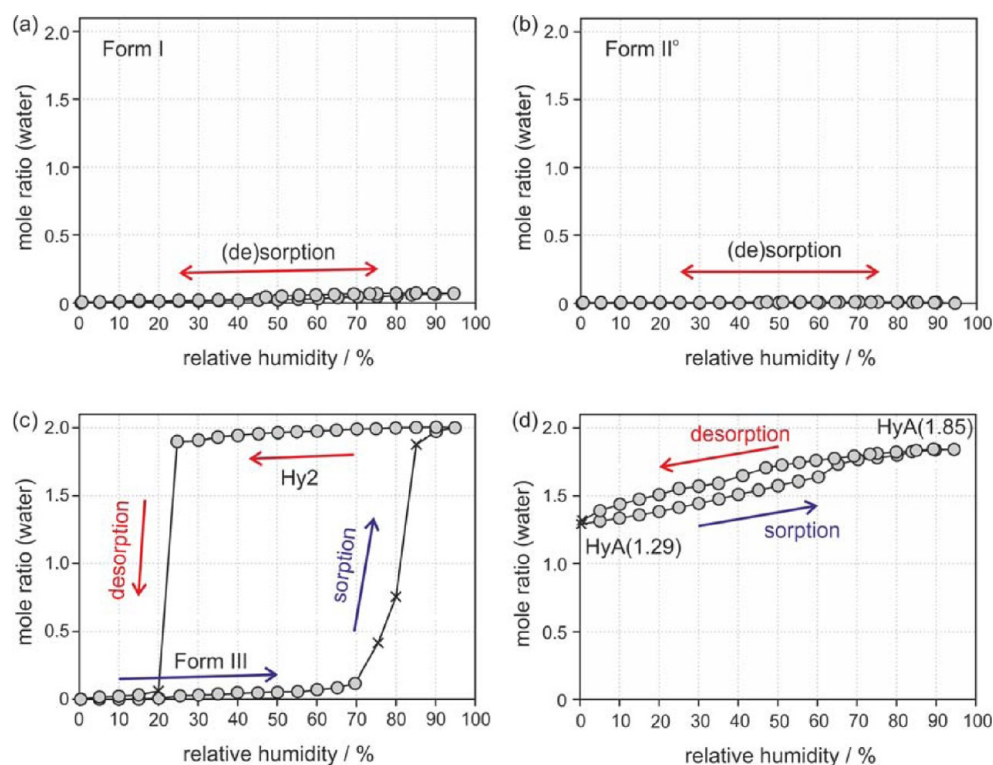 (a)
Form I
(de)sorption
mole ratio (water)
2.0
1.5
1.0
0.5
0
0 10 20 30 40 50 60 70 80 90 100
relative humidity / %
(b)
Form II°
(de)sorption
mole ratio (water)
2.0
1.5
1.0
0.5
0
0 10 20 30 40 50 60 70 80 90 100
relative humidity / %
(c)
Hy2
desorption
sorption
Form III
mole ratio (water)
2.0
1.5
1.0
0.5
0
0 10 20 30 40 50 60 70 80 90 100
relative humidity / %
(d)
HyA(1.85)
desorption
sorption
HyA(1.29)
mole ratio (water)
2.0
1.5
1.0
0.5
0
0 10 20 30 40 50 60 70 80 90 100
relative humidity / %